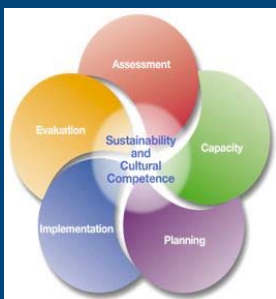 Assessment
Capacity
Planning
Implementation
Evaluation
Sustainability
and
Cultural
Competence